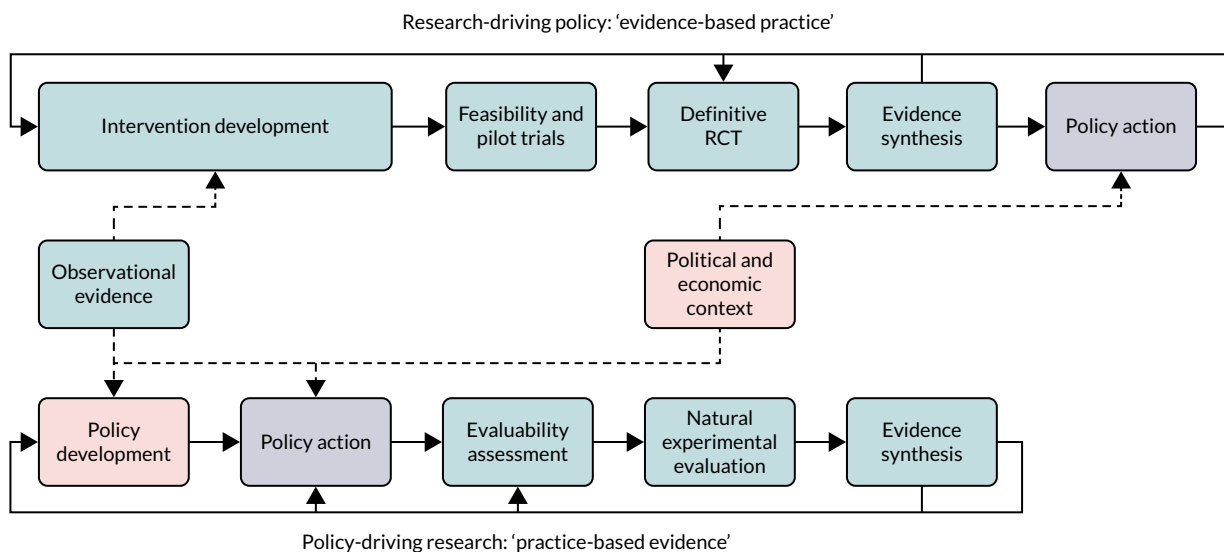 Research-driving policy: ‘evidence-based practice’
Intervention development
Feasibility and
pilot trials
Definitive
RCT
Evidence
synthesis
Policy action
Observational
evidence
Political and
economic
context
Policy
development
Policy action
Evaluability
assessment
Natural
experimental
evaluation
Evidence
synthesis
Policy-driving research: ‘practice-based evidence’